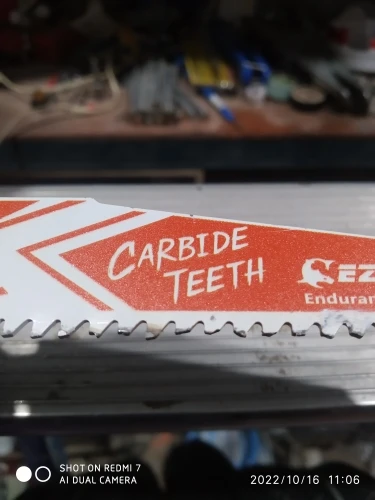 CARBIDE
TEETH
EZ
Enduran
SHOT ON REDMI 7
AI DUAL CAMERA
2022/10/16 11:06